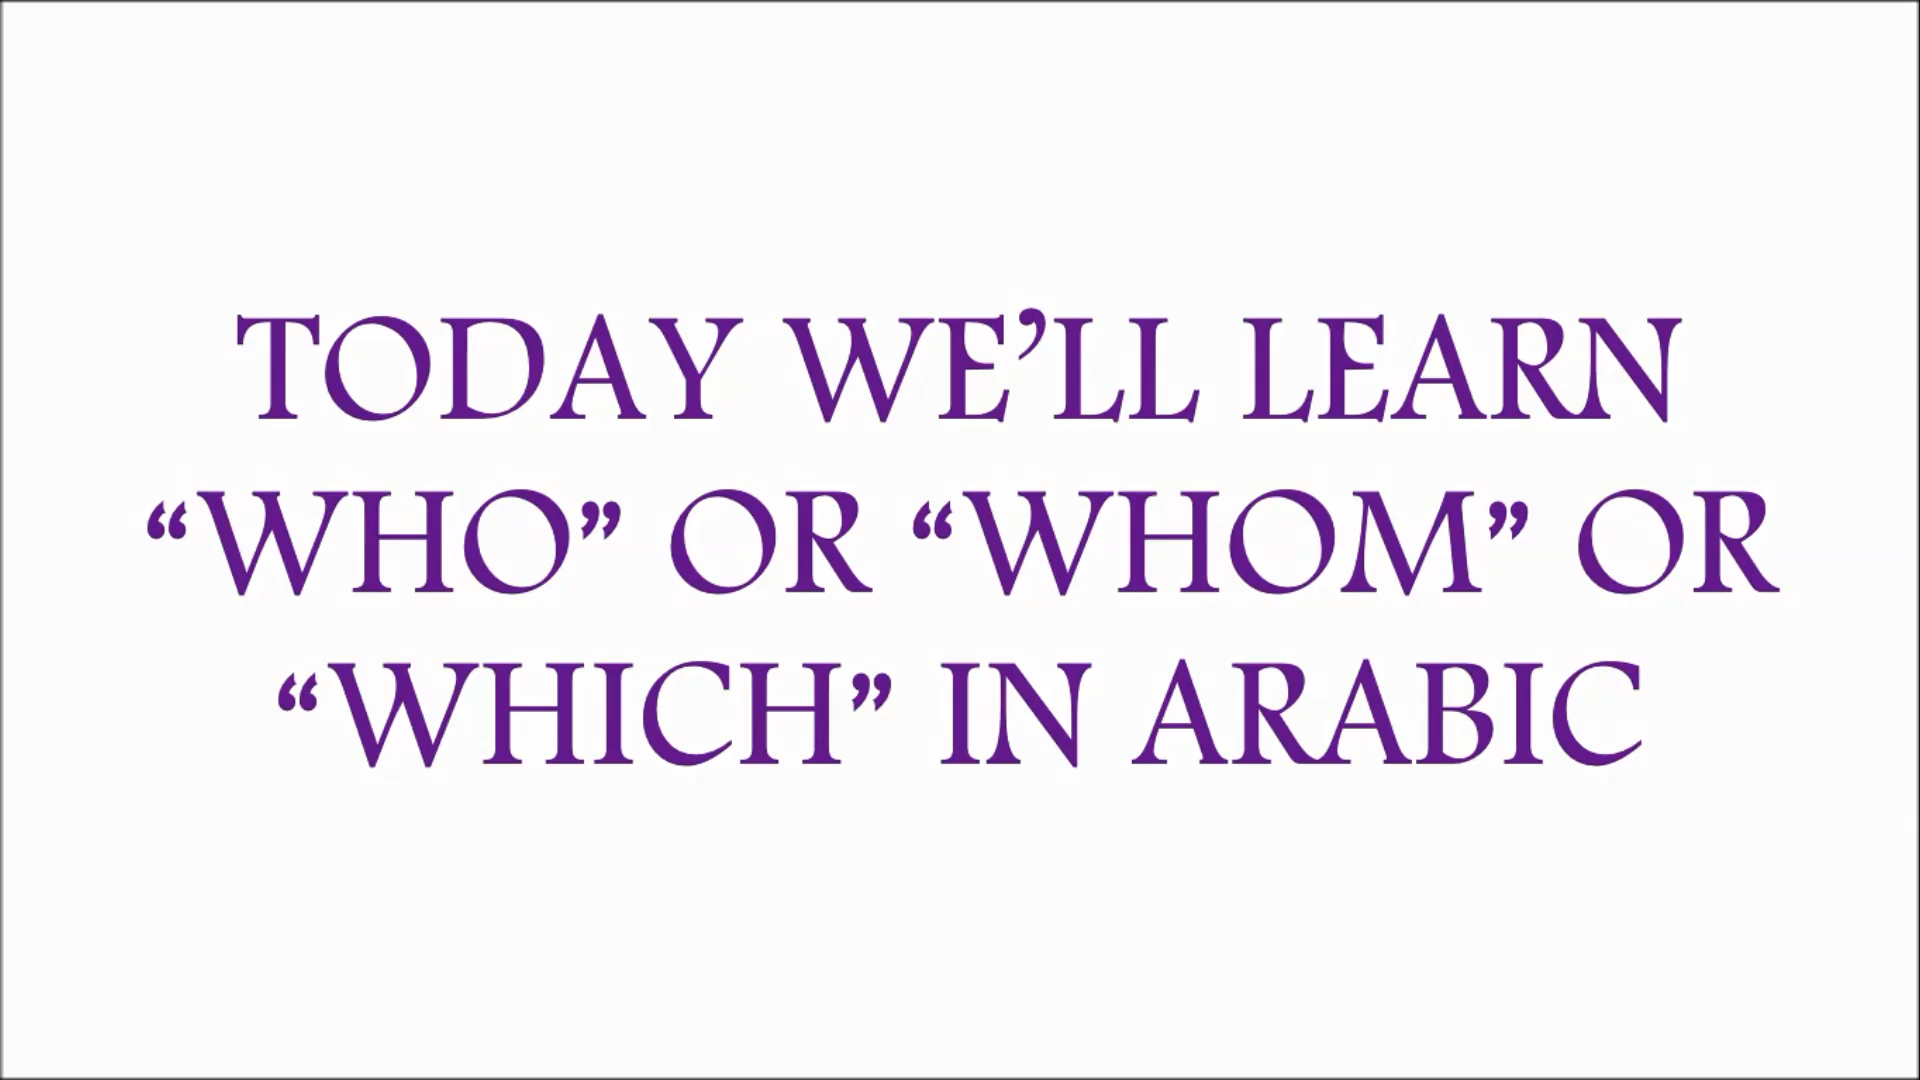 TODAY WE’LL LEARN
“WHO” OR “WHOM” OR
“WHICH” IN ARABIC